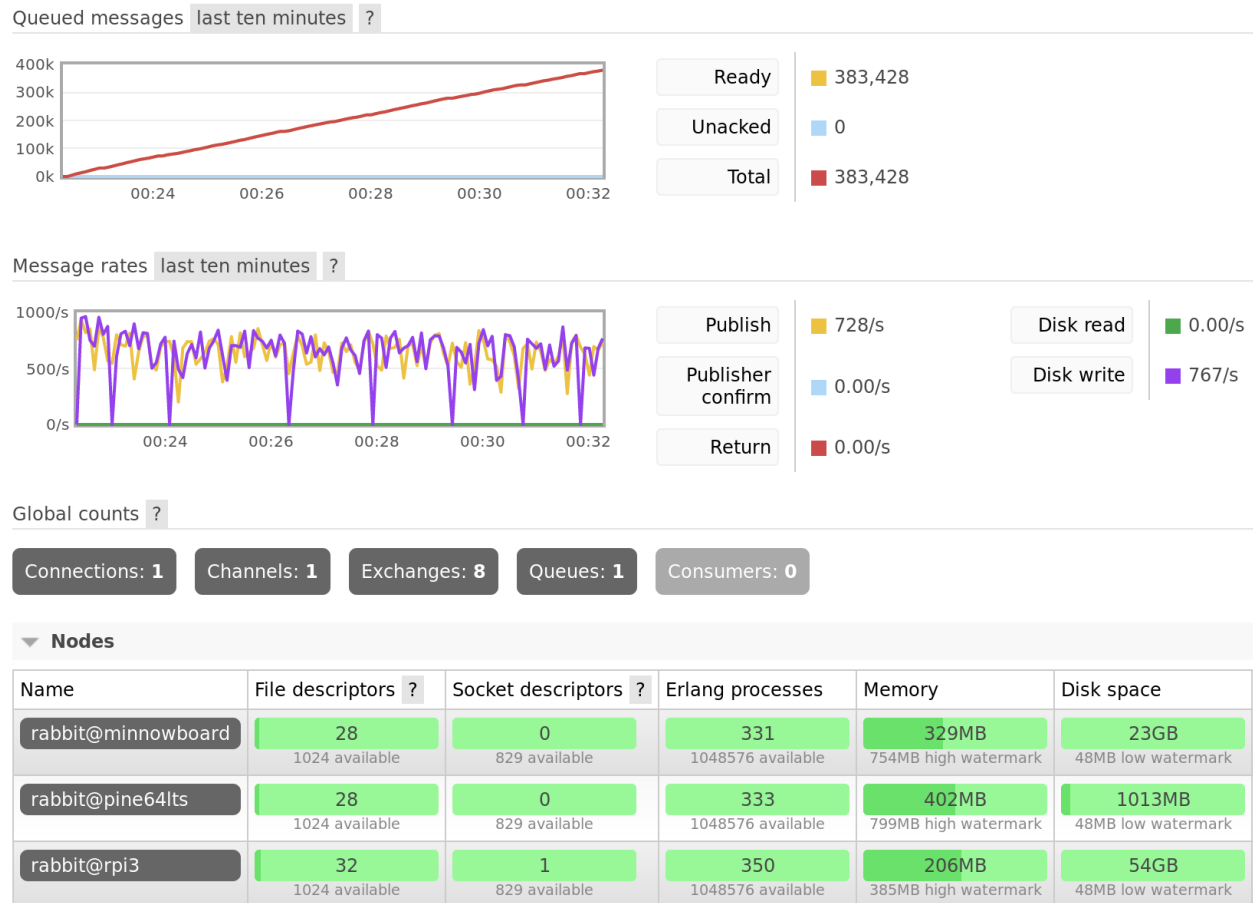 Queued messages last ten minutes ?
400k
300k
200k
100k
0k
00:24 00:26 00:28 00:30 00:32
Ready 383,428
Unacked 0
Total 383,428
Message rates last ten minutes ?
1000/s
500/s
0/s
00:24 00:26 00:28 00:30 00:32
Publish 728/s
Publisher
confirm 0.00/s
Return 0.00/s
Disk read 0.00/s
Disk write 767/s
Global counts ?
Connections: 1 Channels: 1 Exchanges: 8 Queues: 1 Consumers: 0
Nodes
Name File descriptors ? Socket descriptors ? Erlang processes Memory Disk space
rabbit@minnowboard 28 0 331 329MB 23GB
1024 available 829 available 1048576 available 754MB high watermark 48MB low watermark
rabbit@pine64lts 28 0 333 402MB 1013MB
1024 available 829 available 1048576 available 799MB high watermark 48MB low watermark
rabbit@rpi3 32 1 350 206MB 54GB
1024 available 829 available 1048576 available 385MB high watermark 48MB low watermark